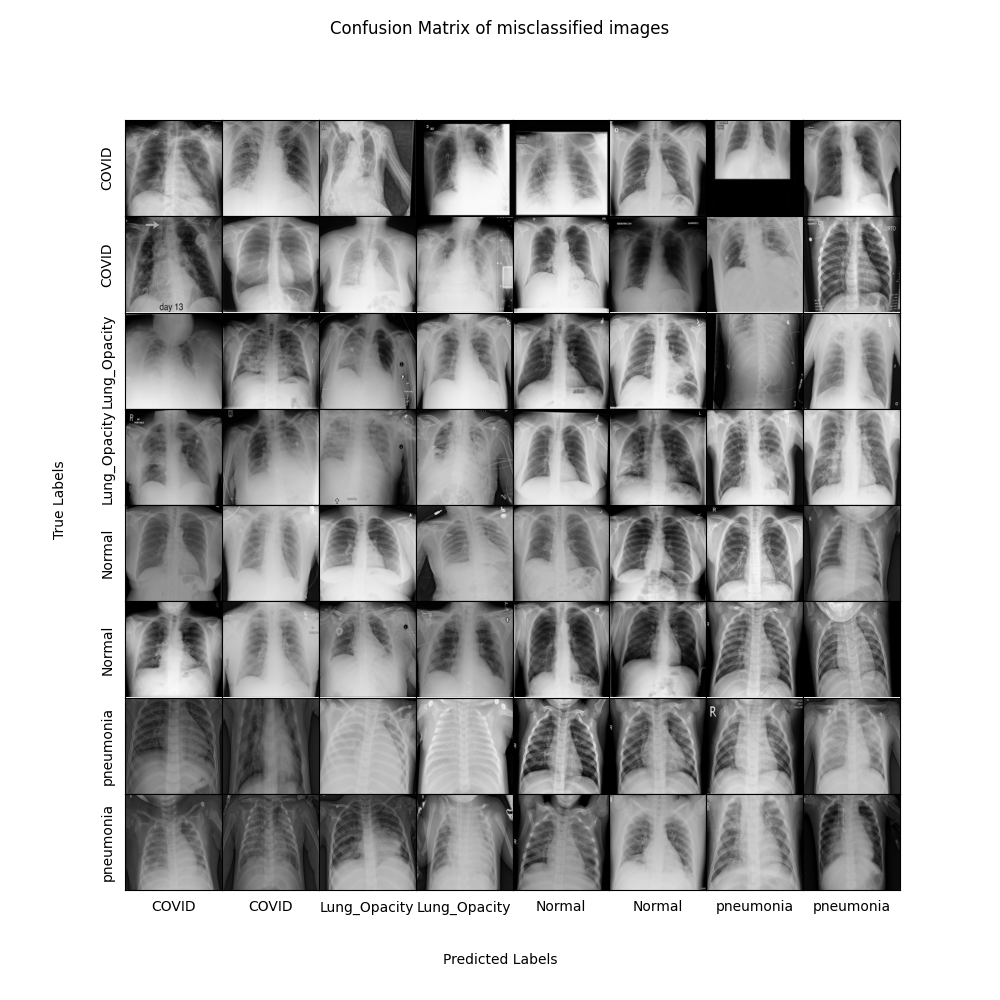 Confusion Matrix of misclassified images
True Labels
COVID
COVID
Lung_Opacity
Lung_Opacity
Normal
Normal
pneumonia
pneumonia
day 13
R
COVID COVID Lung_Opacity Lung_Opacity Normal Normal pneumonia pneumonia
Predicted Labels